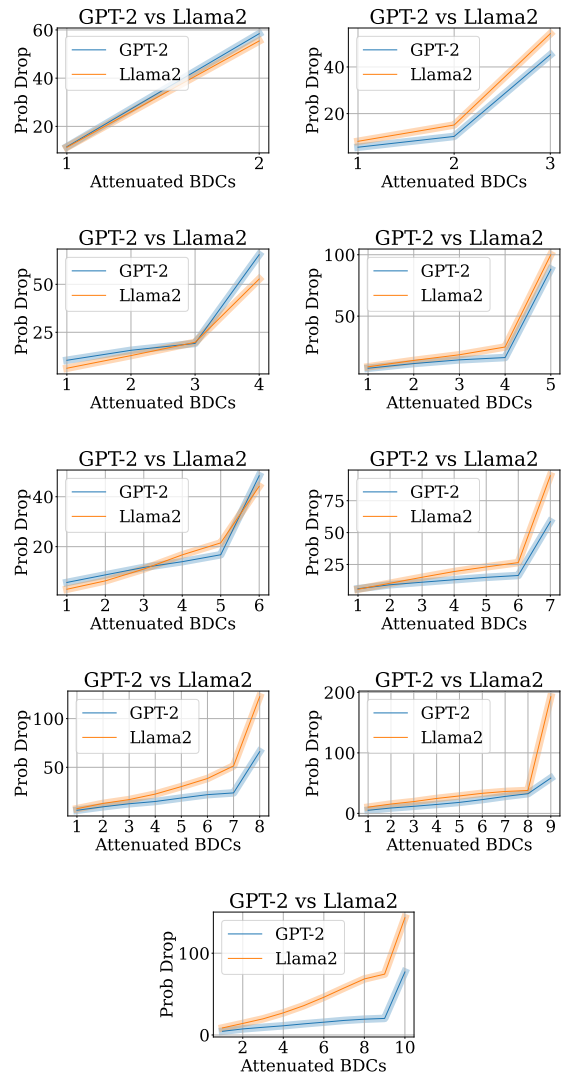 GPT-2 vs Llama2
60
40
20
Prob Drop
GPT-2
Llama2
1 2
Attenuated BDCs
GPT-2 vs Llama2
40
20
Prob Drop
GPT-2
Llama2
1 2 3
Attenuated BDCs
GPT-2 vs Llama2
50
25
Prob Drop
GPT-2
Llama2
1 2 3 4
Attenuated BDCs
GPT-2 vs Llama2
100
50
Prob Drop
GPT-2
Llama2
1 2 3 4 5
Attenuated BDCs
GPT-2 vs Llama2
40
20
Prob Drop
GPT-2
Llama2
1 2 3 4 5 6
Attenuated BDCs
GPT-2 vs Llama2
75
50
25
Prob Drop
GPT-2
Llama2
1 2 3 4 5 6 7
Attenuated BDCs
GPT-2 vs Llama2
100
50
Prob Drop
GPT-2
Llama2
1 2 3 4 5 6 7 8
Attenuated BDCs
GPT-2 vs Llama2
200
100
0
Prob Drop
GPT-2
Llama2
1 2 3 4 5 6 7 8 9
Attenuated BDCs
GPT-2 vs Llama2
100
0
Prob Drop
GPT-2
Llama2
2 4 6 8 10
Attenuated BDCs